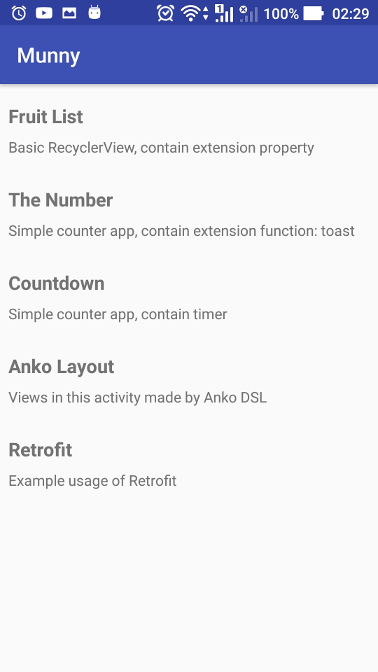 1
100%
02:29
Munny
Fruit List
Basic RecyclerView, contain extension property
The Number
Simple counter app, contain extension function: toast
Countdown
Simple counter app, contain timer
Anko Layout
Views in this activity made by Anko DSL
Retrofit
Example usage of Retrofit